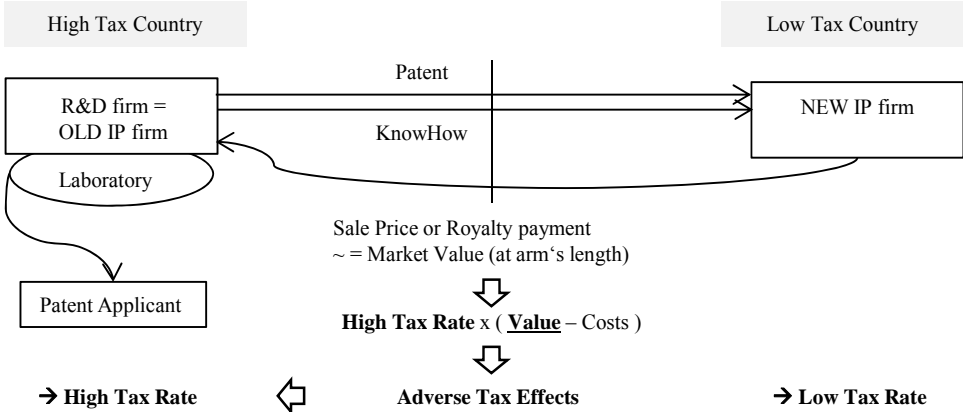 High Tax Country
Low Tax Country
Patent
R&D firm =
OLD IP firm
NEW IP firm
KnowHow
Laboratory
Sale Price or Royalty payment
~ = Market Value (at arm‘s length)
Patent Applicant
High Tax Rate x ( Value – Costs )
→ High Tax Rate
Adverse Tax Effects
→ Low Tax Rate